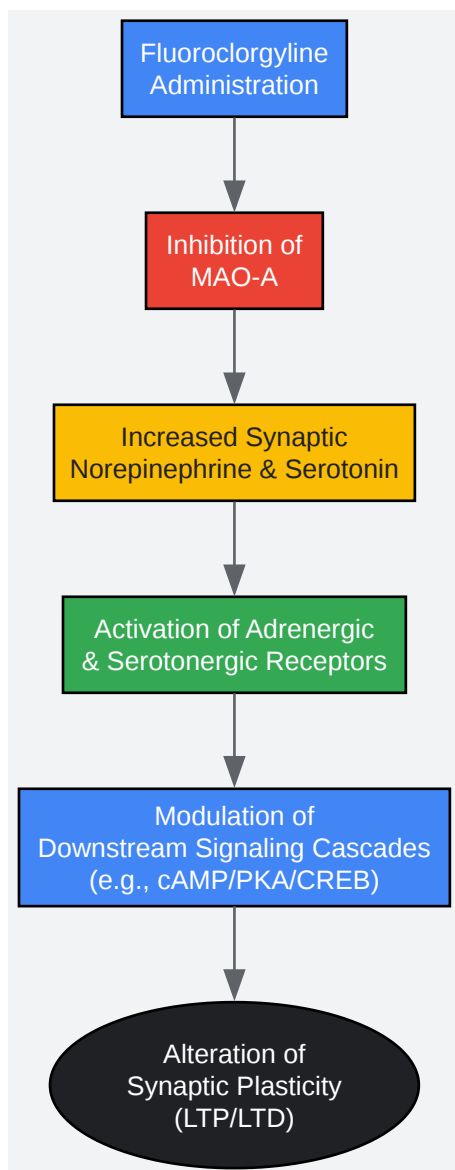 Fluoroclorgyline
Administration
Inhibition of
MAO-A
Increased Synaptic
Norepinephrine & Serotonin
Activation of Adrenergic
& Serotonergic Receptors
Modulation of
Downstream Signaling Cascades
(e.g., cAMP/PKA/CREB)
Alteration of
Synaptic Plasticity
(LTP/LTD)